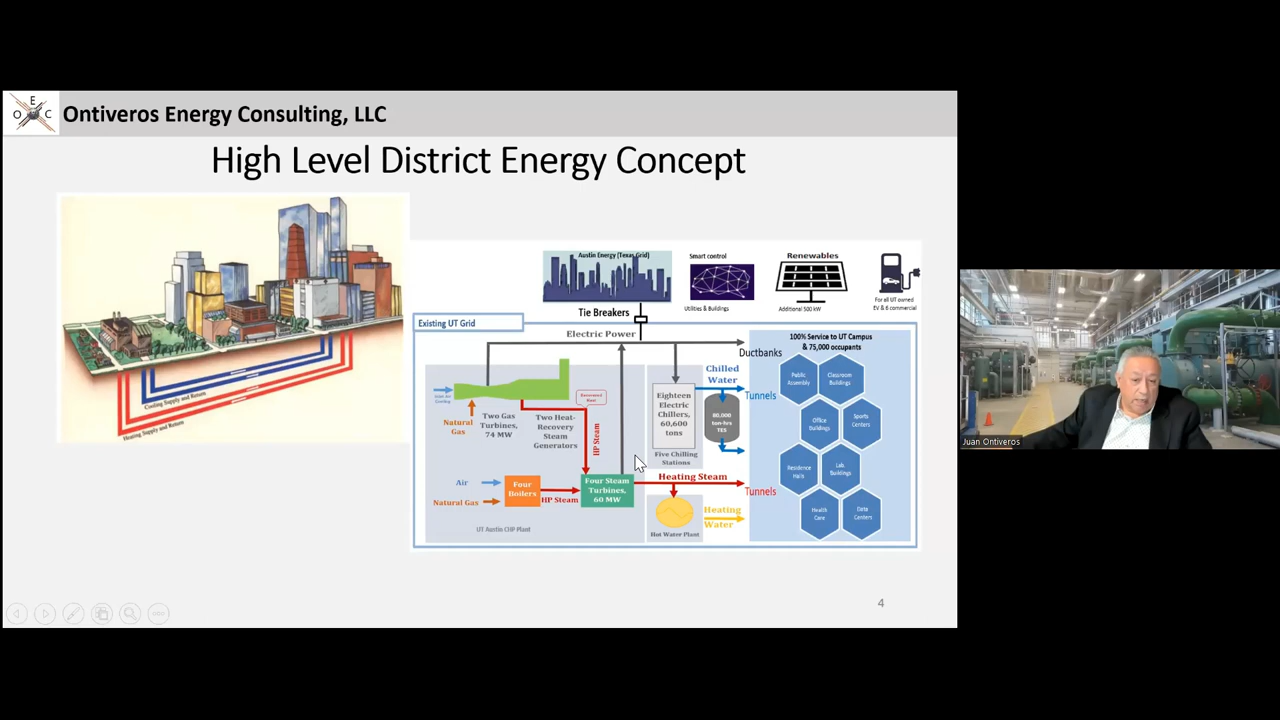 O E C
Ontiveros Energy Consulting, LLC
High Level District Energy Concept
Cooling Supply and Return
Heating Supply and Return
Austin Energy (Texas Grid)
Smart control
Utilities & Buildings
Renewables
Additional 500 kW
For all UT owned
EV & 6 commercial
Tie Breakers
Existing UT Grid
Electric Power
Ductbanks
100% Service to UT Campus
& 75,000 occupants
Natural
Gas
Two Gas
Turbines,
74 MW
Two Heat-
Recovery
Steam
Generators
HP Steam
Eighteen
Electric
Chillers,
60,600
tons
Five Chilling
Stations
Chilled
Water
Tunnels
TES
Air
Natural Gas
Four
Boilers
HP Steam
Four Steam
Turbines,
60 MW
Heating Steam
Tunnels
Heating
Water
Hot Water Plant
UT Austin CHP Plant
Public
Assembly
Classroom
Buildings
Office
Buildings
Sports
Centers
Residence
Halls
Lab
Buildings
Health
Care
Data
Centers
4
Juan Ontiveros